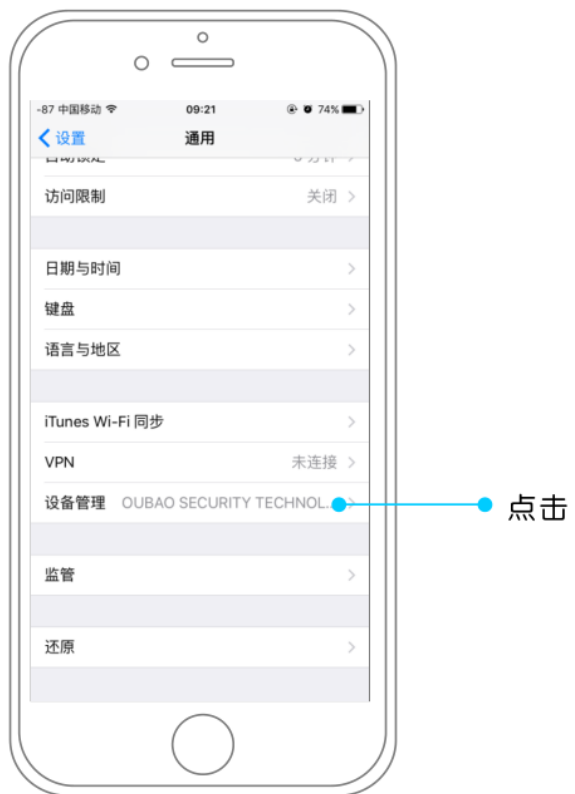 -87 中国移动 09:21 74%
设置 通用
访问限制 关闭
日期与时间
键盘
语言与地区
iTunes Wi-Fi 同步
VPN 未连接
设备管理 OUBAO SECURITY TECHNOL...
点击
监管
还原